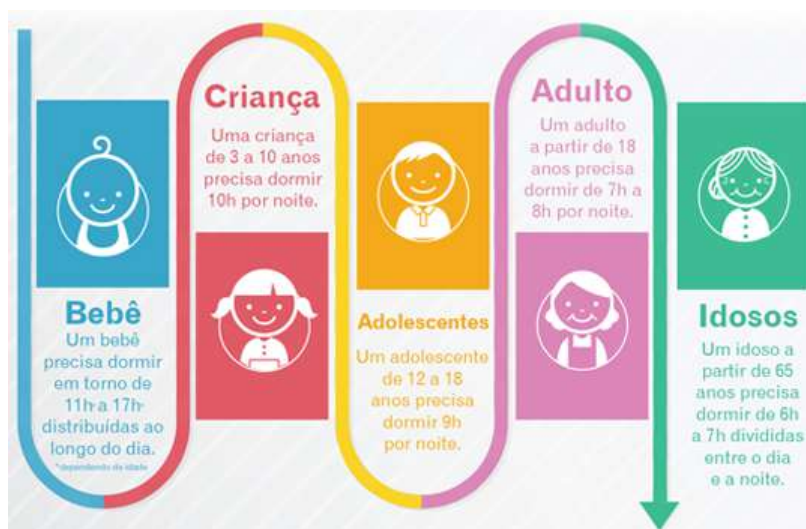 Bebê
Um bebê
precisa dormir
em torno de
11h a 17h
distribuídas ao
longo do dia.
*dependendo da idade
Criança
Uma criança
de 3 a 10 anos
precisa dormir
10h por noite.
Adolescentes
Um adolescente
de 12 a 18
anos precisa
dormir 9h
por noite.
Adulto
Um adulto
a partir de 18
anos precisa
dormir de 7h a
8h por noite.
Idosos
Um idoso a
partir de 65
anos precisa
dormir de 6h
a 7h divididas
entre o dia
e a noite.